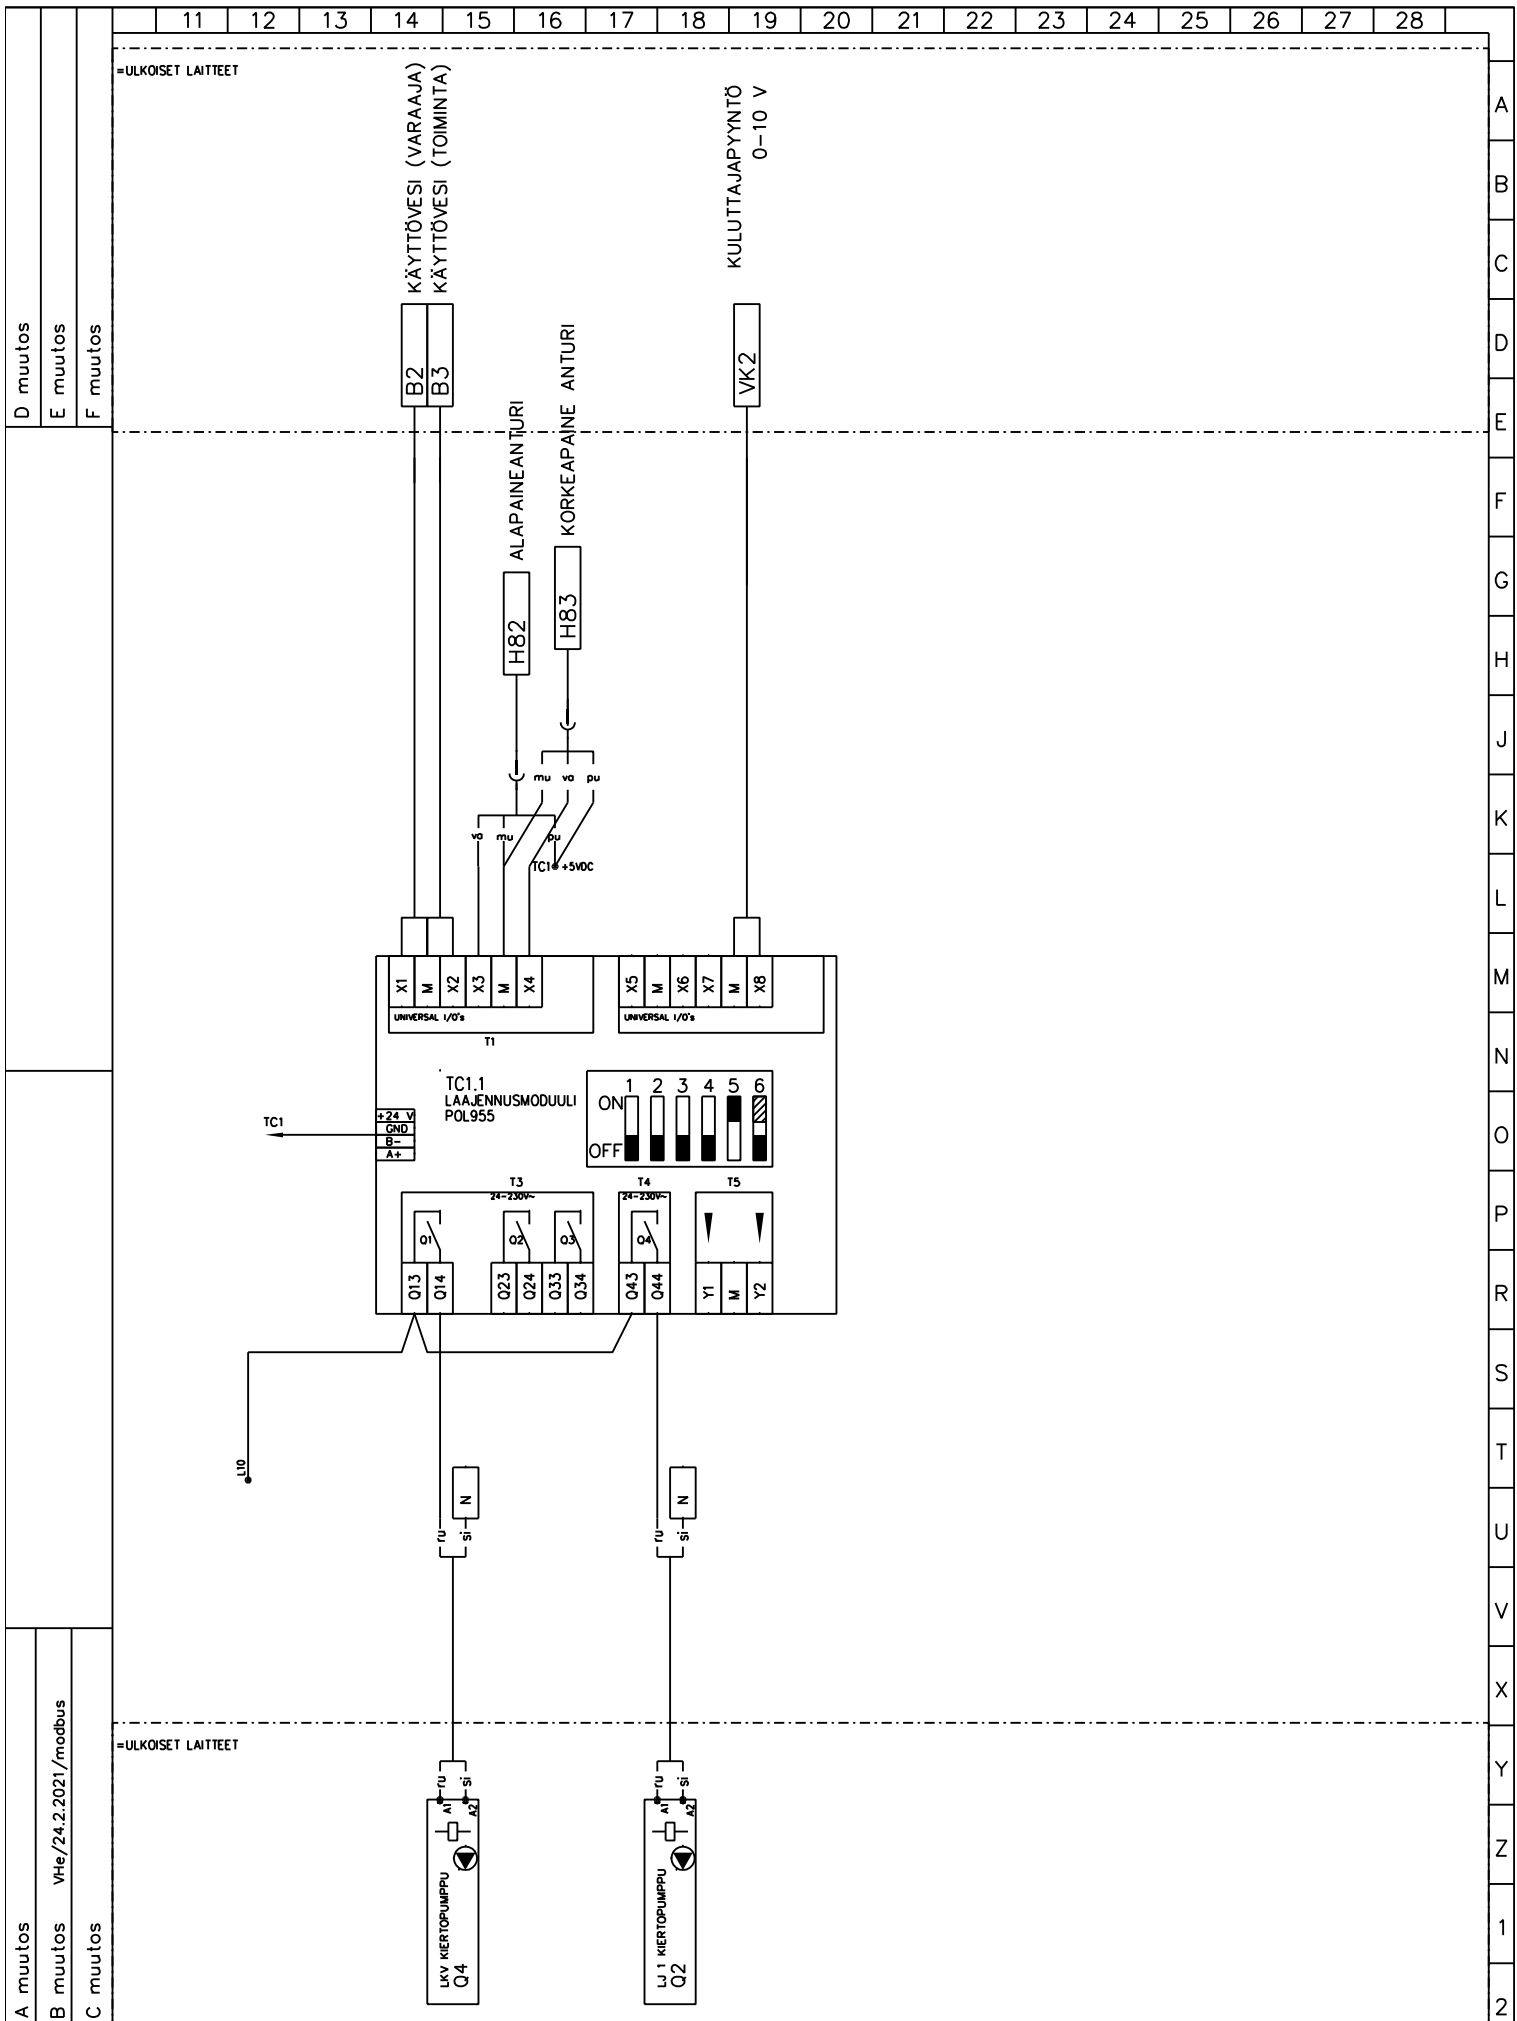 11 12 13 14 15 16 17 18 19 20 21 22 23 24 25 26 27 28
=ULKOISET LAITTEET
KÄYTTÖVESI (VARAAJA)
KÄYTTÖVESI (TOIMINTA)
KULUTTAJAPYYNTÖ
0-10 V
A
B
C
D
E
F
G
H
J
K
L
M
N
O
P
R
S
T
U
V
X
Y
Z
1
2
D muutos
E muutos
F muutos
B2
B3
VK2
ALAPAINEANTURI
KORKEAPAINE ANTURI
H82
H83
mu va pu
va mu pu
TC1 +5VDC
X1 M X2 X3 M X4
UNIVERSAL I/O's
T1
X5 M X6 X7 M X8
UNIVERSAL I/O's
TC1.1
LAAJENNUSMODUULI
POL955
1 2 3 4 5 6
ON
OFF
TC1
+24 V
GND
B-
A+
T3
24-230V~
T4
24-230V~
T5
Q1 Q2 Q3 Q4
Q13 Q14 Q23 Q24 Q33 Q34 Q43 Q44 Y1 M Y2
L10
N
ru
si
N
ru
si
=ULKOISET LAITTEET
ru
si
A1
A2
LKV KIERTOPUMPPU
Q4
ru
si
A1
A2
LJ 1 KIERTOPUMPPU
Q2
A muutos
B muutos VHe/24.2.2021/modbus
C muutos